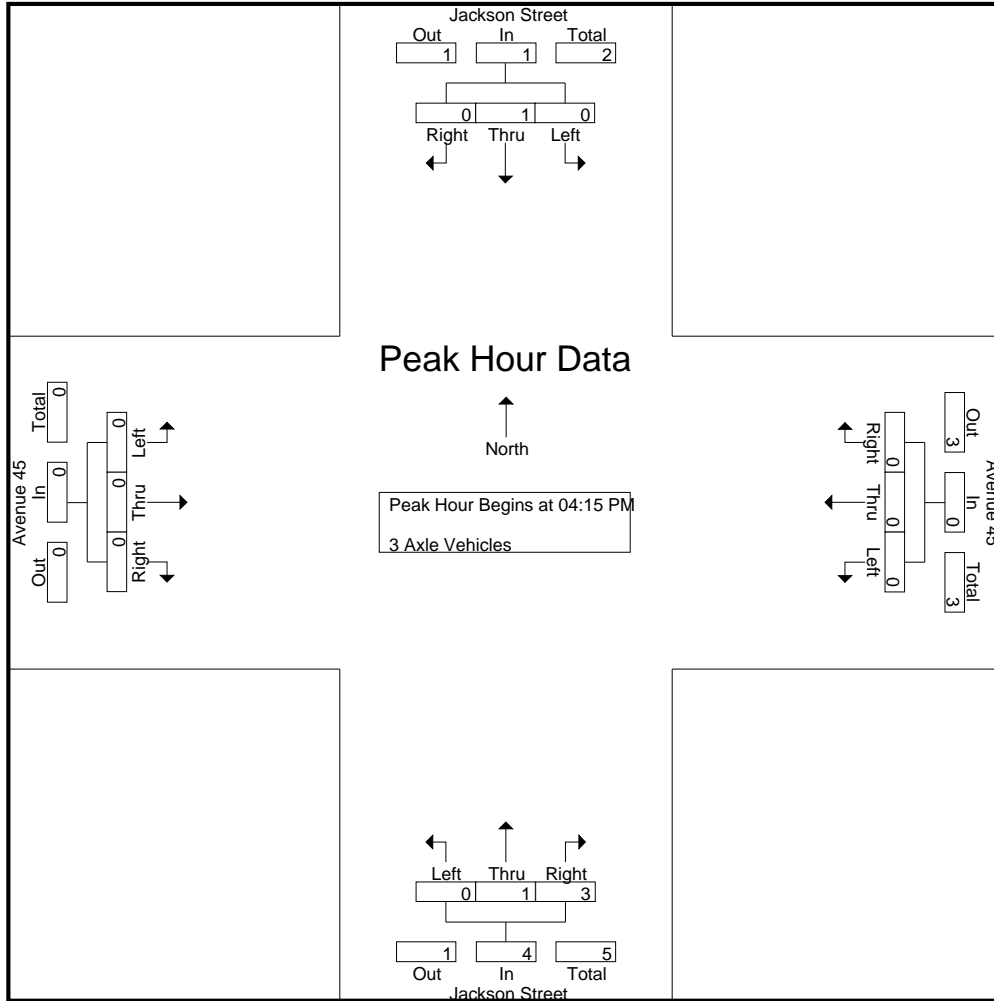 Jackson Street
Out In Total
1 1 2
0 1 0
Right Thru Left
Peak Hour Data
North
Peak Hour Begins at 04:15 PM
3 Axle Vehicles
Avenue 45
Out In Total
0 0 0
0 0 0
Left Thru Right
Avenue 45
Out In Total
3 0 3
0 0 0
Right Thru Left
Left Thru Right
0 1 3
1 4 5
Out In Total
Jackson Street